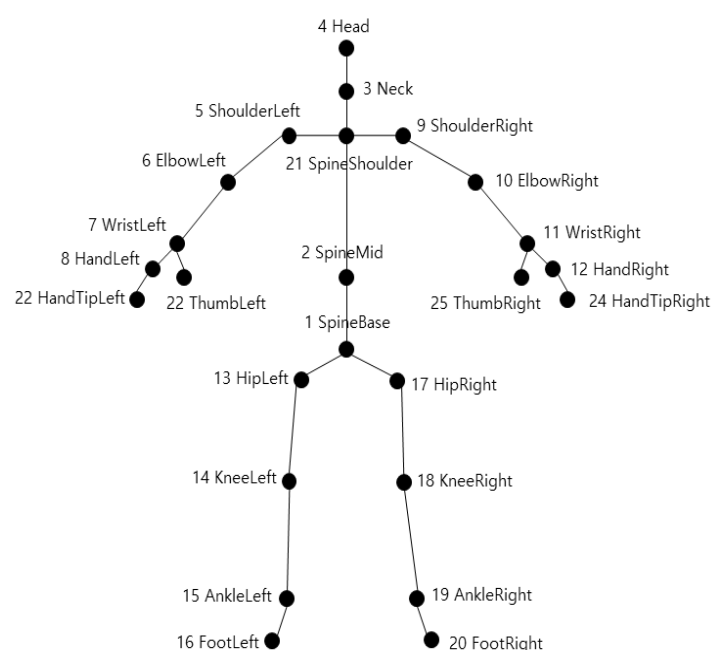 4 Head
3 Neck
5 ShoulderLeft
9 ShoulderRight
21 SpineShoulder
6 ElbowLeft
10 ElbowRight
7 WristLeft
11 WristRight
2 SpineMid
8 HandLeft
12 HandRight
22 HandTipLeft
22 ThumbLeft
25 ThumbRight
24 HandTipRight
1 SpineBase
13 HipLeft
17 HipRight
14 KneeLeft
18 KneeRight
15 AnkleLeft
19 AnkleRight
16 FootLeft
20 FootRight